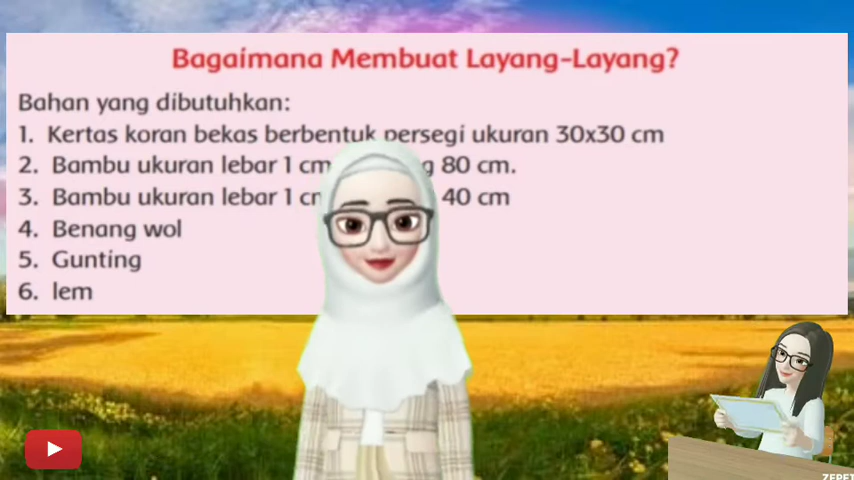 Bagaimana Membuat Layang-Layang?
Bahan yang dibutuhkan:
1. Kertas koran bekas berbentuk persegi ukuran 30x30 cm
2. Bambu ukuran lebar 1 cm 80 cm.
3. Bambu ukuran lebar 1 40 cm
4. Benang wol
5. Gunting
6. lem